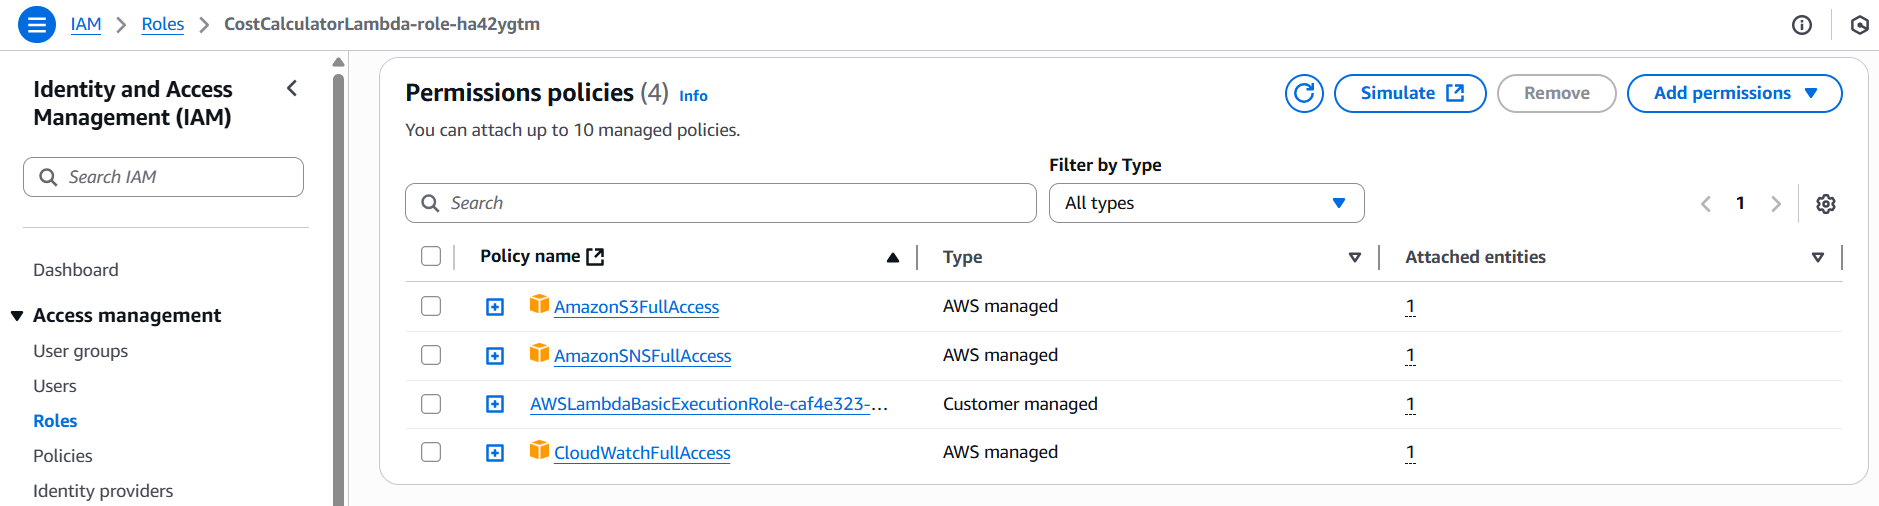 IAM > Roles > CostCalculatorLambda-role-ha42ygtm
Identity and Access
Management (IAM)
Search IAM
Dashboard
Access management
User groups
Users
Roles
Policies
Identity providers
Permissions policies (4) Info
Simulate
Remove
Add permissions
You can attach up to 10 managed policies.
Filter by Type
Search
All types
1
Policy name Type Attached entities
AmazonS3FullAccess AWS managed 1
AmazonSNSFullAccess AWS managed 1
AWSLambdaBasicExecutionRole-caf4e323-... Customer managed 1
CloudWatchFullAccess AWS managed 1